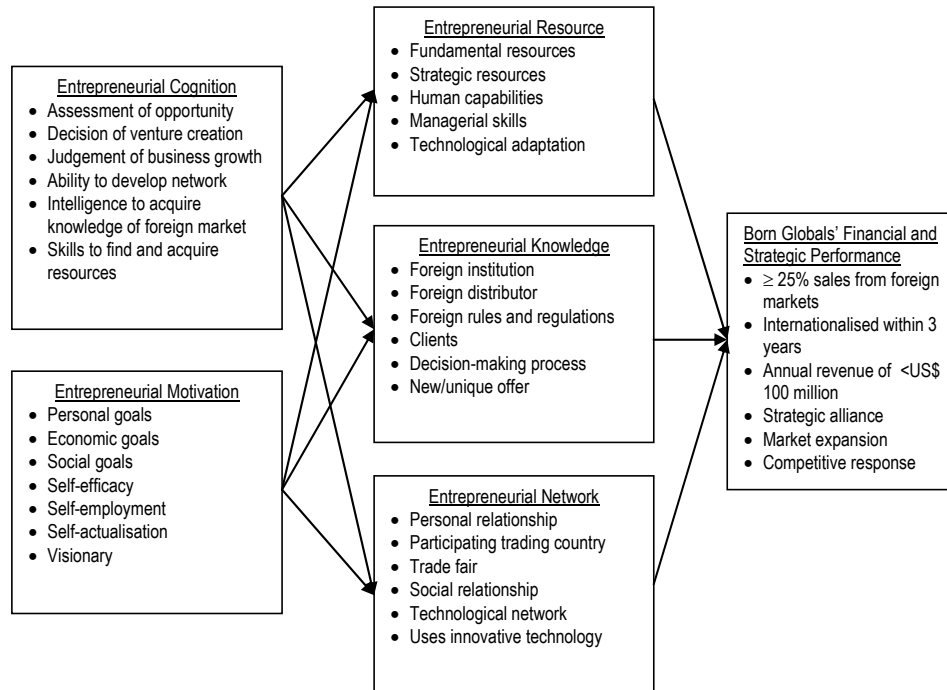 Entrepreneurial Cognition
• Assessment of opportunity
• Decision of venture creation
• Judgement of business growth
• Ability to develop network
• Intelligence to acquire
knowledge of foreign market
• Skills to find and acquire
resources
Entrepreneurial Motivation
• Personal goals
• Economic goals
• Social goals
• Self-efficacy
• Self-employment
• Self-actualisation
• Visionary
Entrepreneurial Resource
• Fundamental resources
• Strategic resources
• Human capabilities
• Managerial skills
• Technological adaptation
Entrepreneurial Knowledge
• Foreign institution
• Foreign distributor
• Foreign rules and regulations
• Clients
• Decision-making process
• New/unique offer
Entrepreneurial Network
• Personal relationship
• Participating trading country
• Trade fair
• Social relationship
• Technological network
• Uses innovative technology
Born Globals' Financial and
Strategic Performance
• ≥ 25% sales from foreign
markets
• Internationalised within 3
years
• Annual revenue of <US$
100 million
• Strategic alliance
• Market expansion
• Competitive response